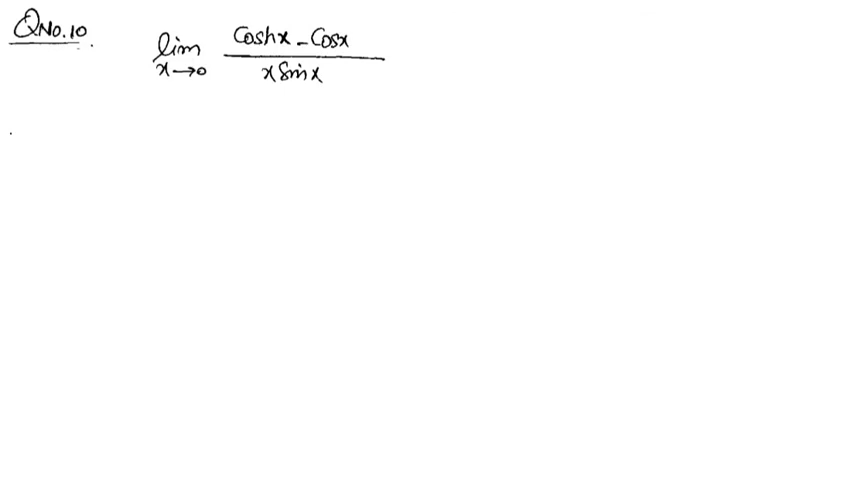 QNo.10. lim x→0 Coshx - Cosx / x Sinx